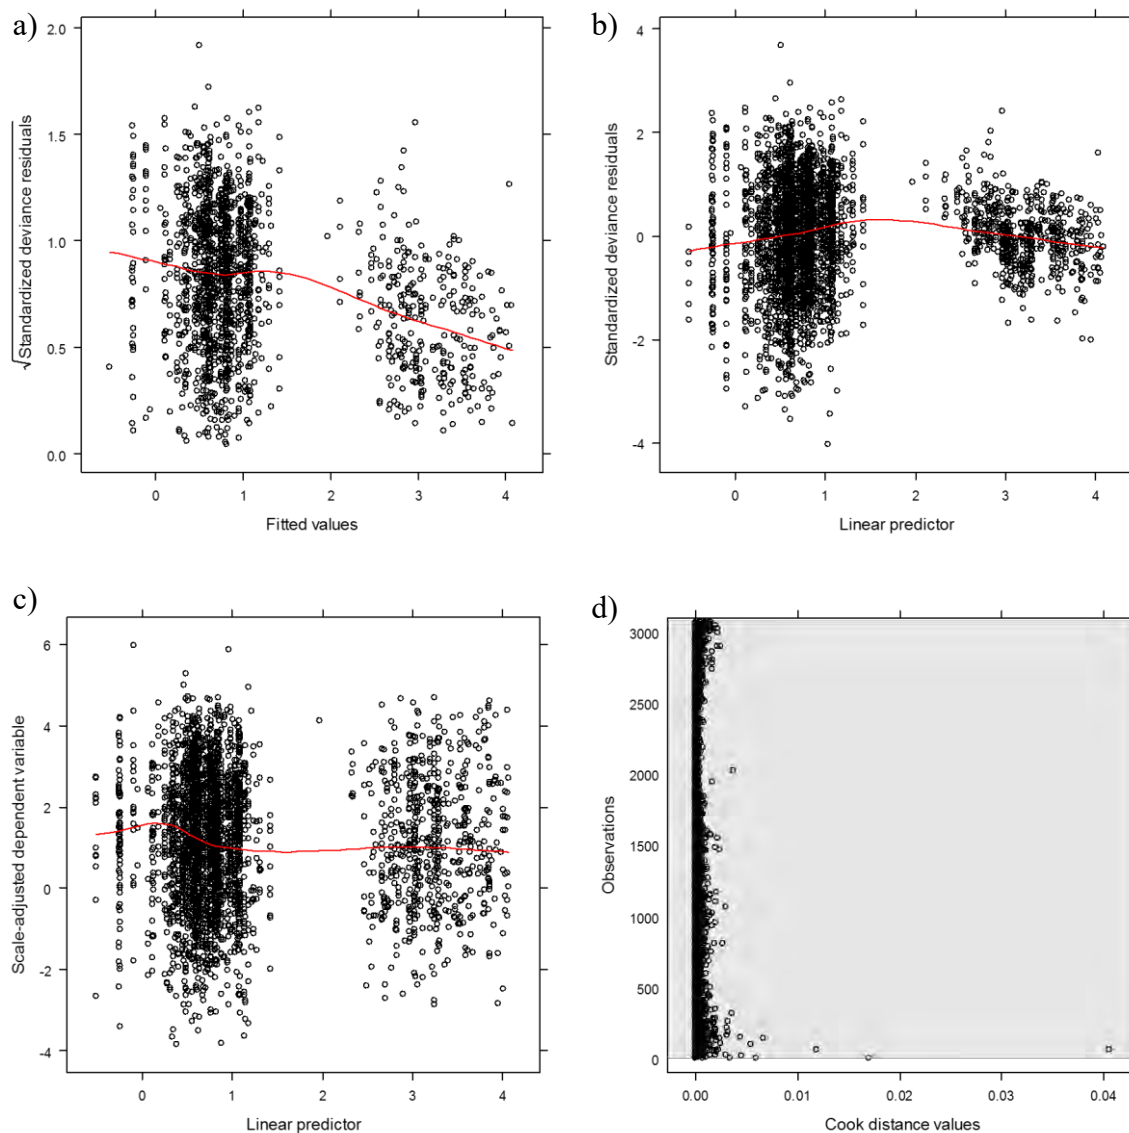 a)
2.0
1.5
1.0
0.5
0.0
√Standardized deviance residuals
0 1 2 3 4
Fitted values
b)
4
2
0
-2
-4
Standardized deviance residuals
0 1 2 3 4
Linear predictor
c)
6
4
2
0
-2
-4
Scale-adjusted dependent variable
0 1 2 3 4
Linear predictor
d)
3000
2500
2000
1500
1000
500
0
Observations
0.00 0.01 0.02 0.03 0.04
Cook distance values